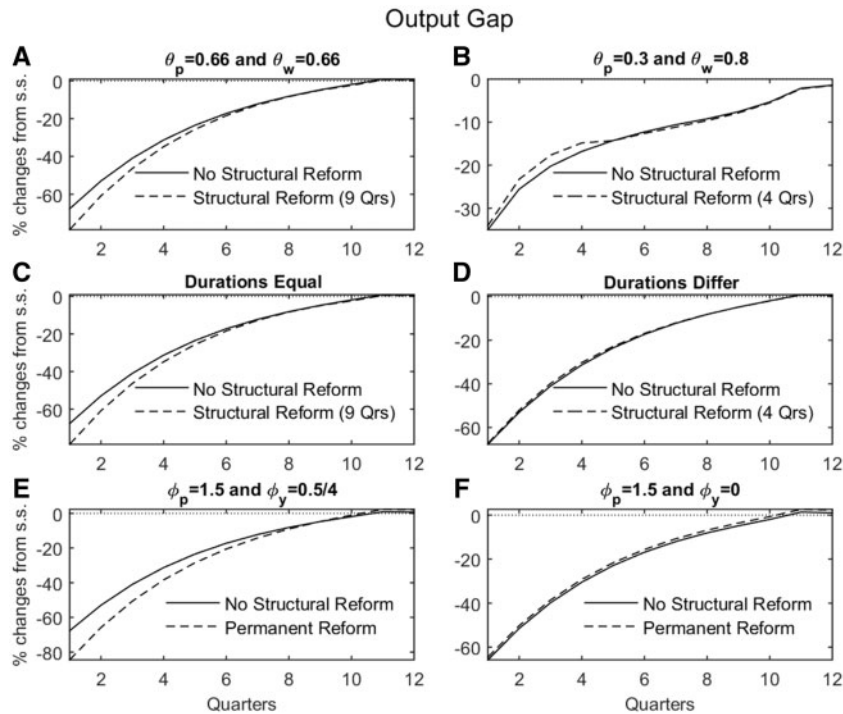 Output Gap
A
θp=0.66 and θw=0.66
% changes from s.s.
0
-20
-40
-60
No Structural Reform
Structural Reform (9 Qrs)
2 4 6 8 10 12
B
θp=0.3 and θw=0.8
0
-10
-20
-30
No Structural Reform
Structural Reform (4 Qrs)
2 4 6 8 10 12
C
Durations Equal
% changes from s.s.
0
-20
-40
-60
No Structural Reform
Structural Reform (9 Qrs)
2 4 6 8 10 12
D
Durations Differ
0
-20
-40
-60
No Structural Reform
Structural Reform (4 Qrs)
2 4 6 8 10 12
E
ϕp=1.5 and ϕy=0.5/4
% changes from s.s.
0
-20
-40
-60
-80
No Structural Reform
Permanent Reform
2 4 6 8 10 12
Quarters
F
ϕp=1.5 and ϕy=0
0
-20
-40
-60
No Structural Reform
Permanent Reform
2 4 6 8 10 12
Quarters